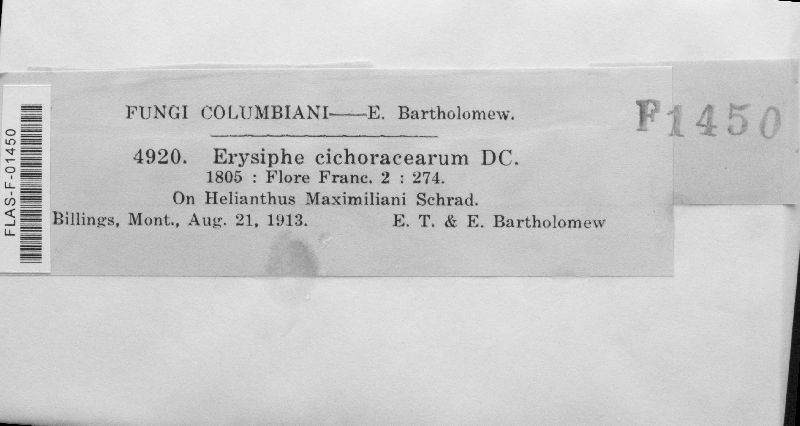 FUNGI COLUMBIANI——E. Bartholomew.
F1450
4920. Erysiphe cichoracearum DC.
1805 : Flore Franc. 2 : 274.
On Helianthus Maximiliani Schrad.
Billings, Mont., Aug. 21, 1913. E. T. & E. Bartholomew
FLAS-F-01450